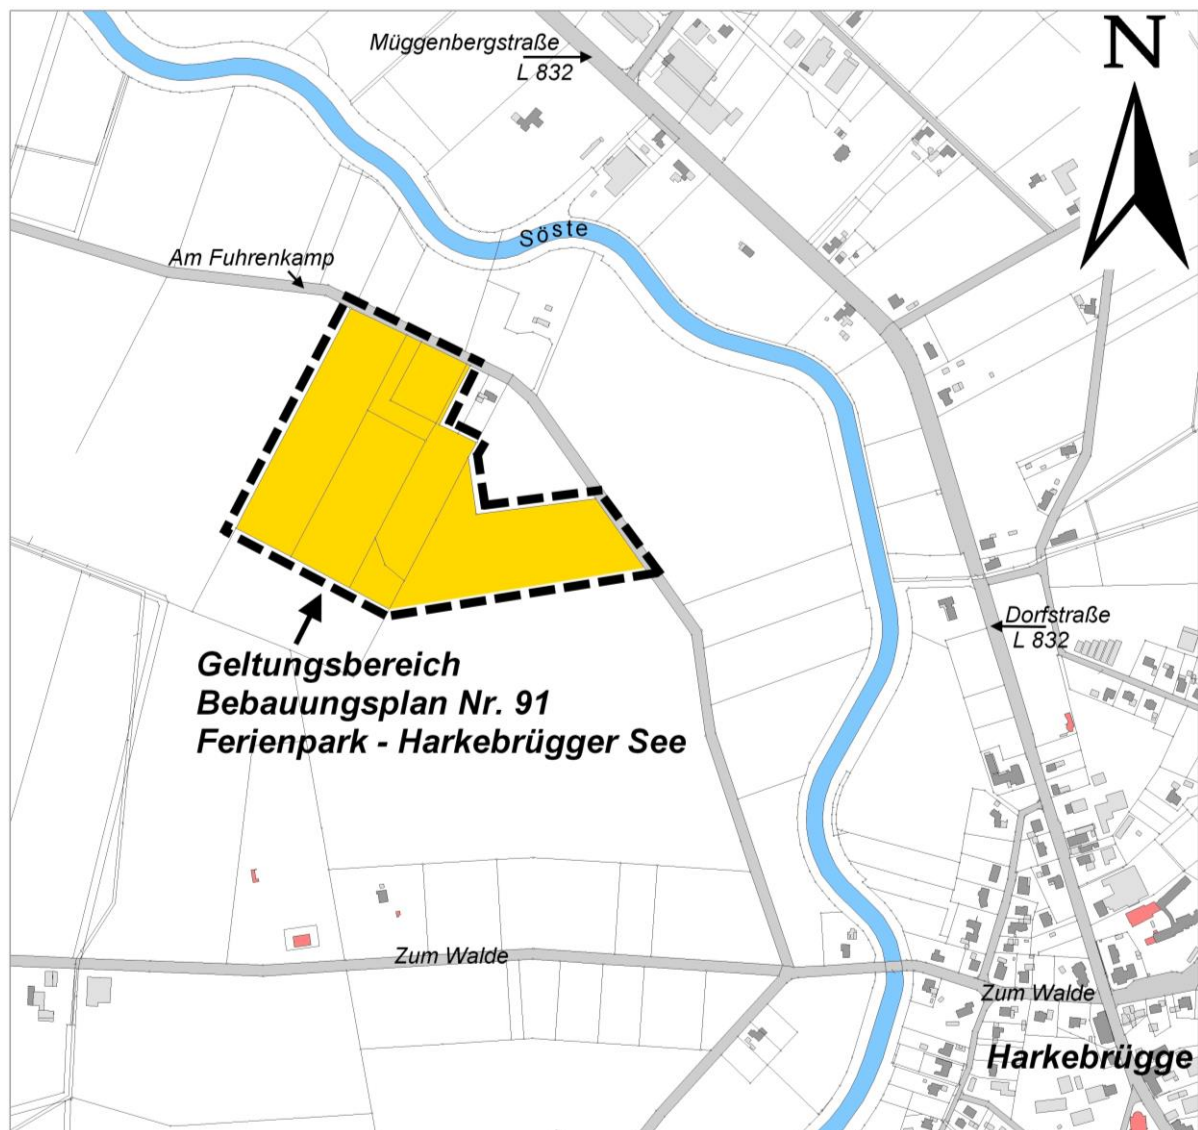 Müggenbergstraße
L 832
N
Söste
Am Fuhrenkamp
Dorfstraße
L 832
Geltungsbereich
Bebauungsplan Nr. 91
Ferienpark - Harkebrügger See
Zum Walde
Zum Walde
Harkebrügge